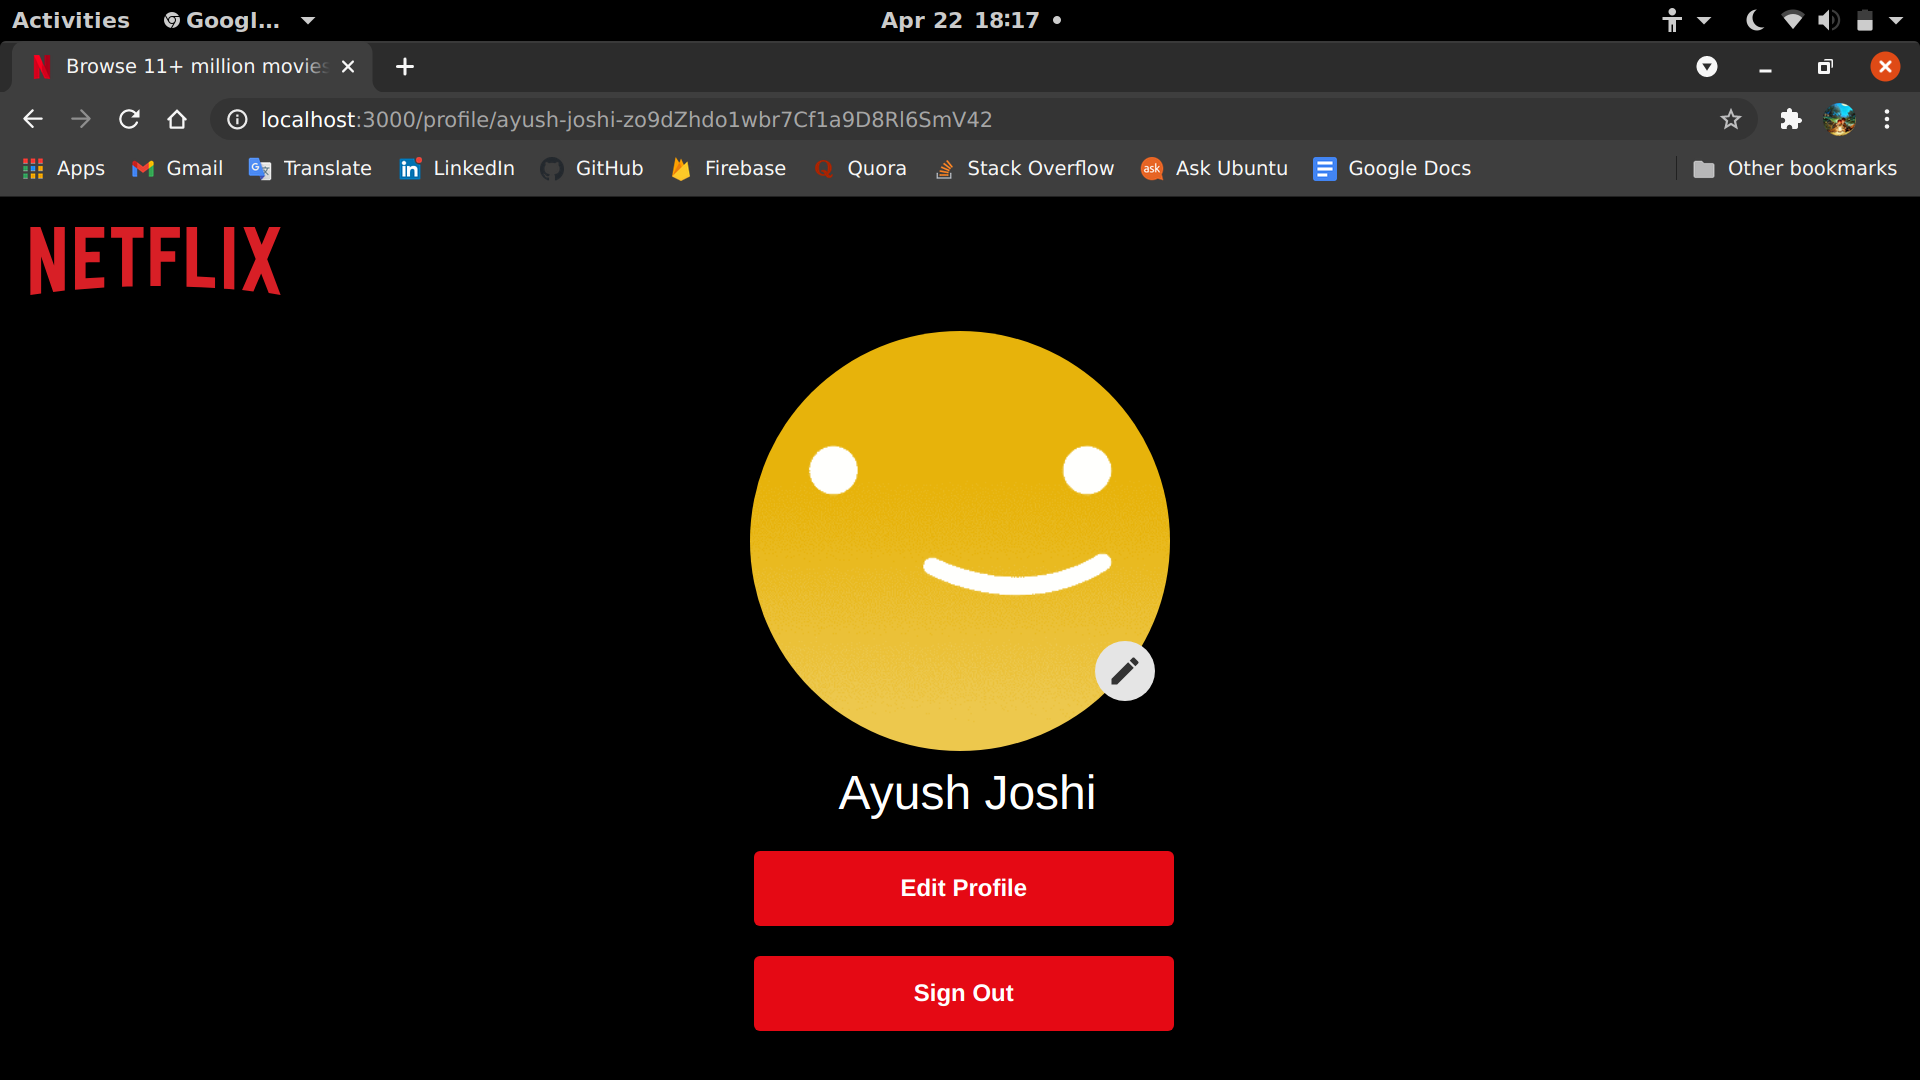 Activities
Googl...
Apr 22 18:17
Browse 11+ million movies
localhost:3000/profile/ayush-joshi-zo9dZhdo1wbr7Cf1a9D8Rl6SmV42
Apps
Gmail
Translate
LinkedIn
GitHub
Firebase
Quora
Stack Overflow
ask
Ask Ubuntu
Google Docs
Other bookmarks
NETFLIX
Ayush Joshi
Edit Profile
Sign Out